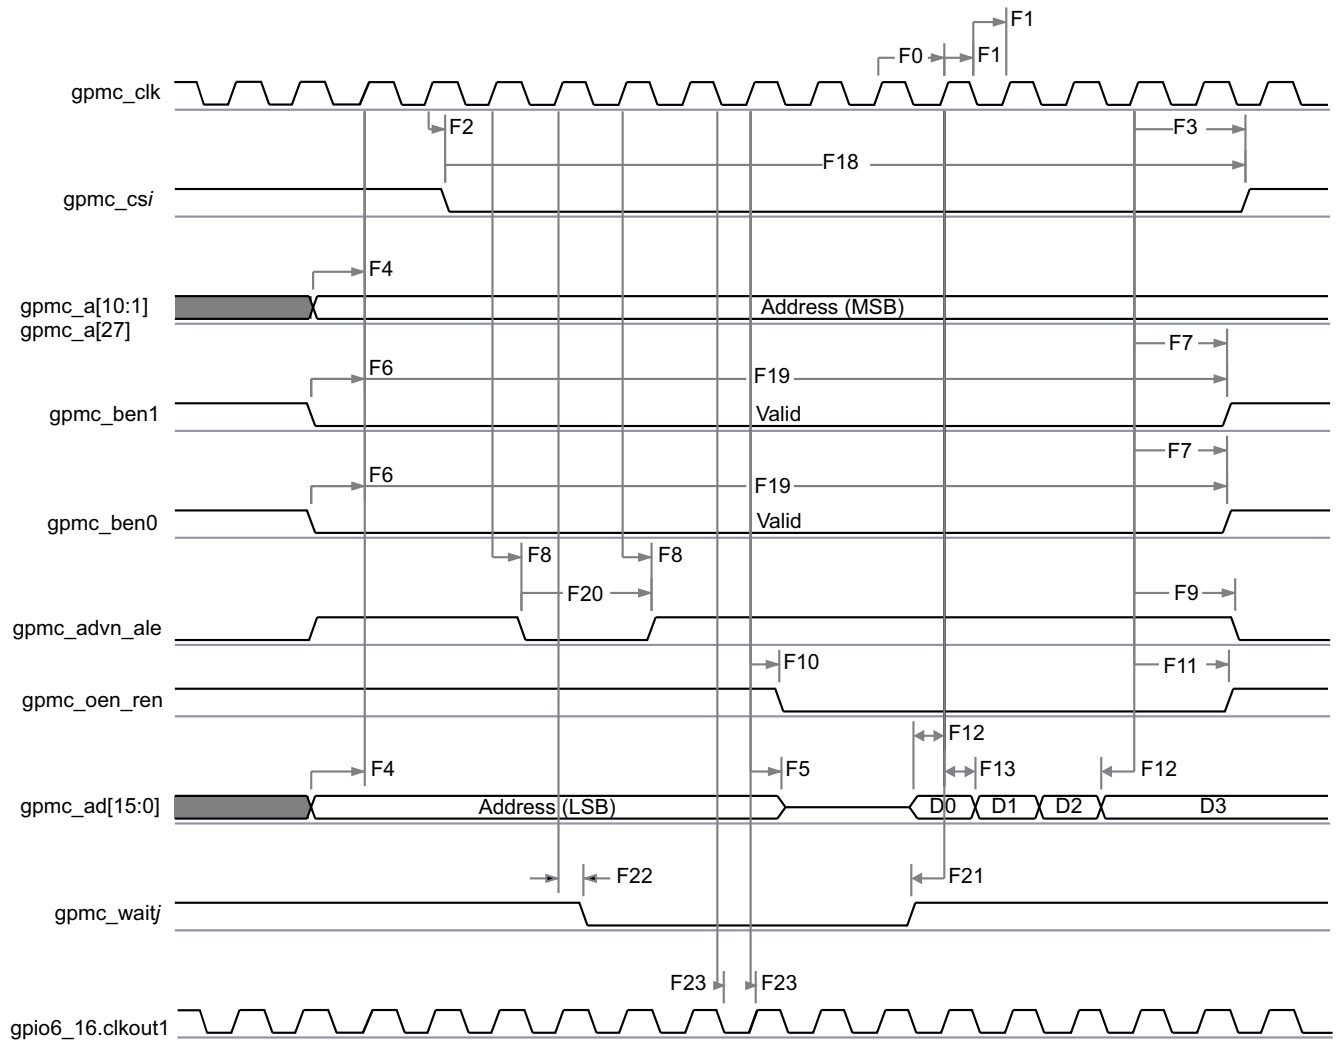 F1
F0 F1
gpmc_clk
F2 F3
F18
gpmc_csi
F4
gpmc_a[10:1] Address (MSB)
gpmc_a[27]
F7
F6 F19
gpmc_ben1 Valid
F7
F6 F19
gpmc_ben0 Valid
F8 F8
F20 F9
gpmc_advn_ale
F10 F11
gpmc_oen_ren
F12
F4 F5 F13 F12
gpmc_ad[15:0] Address (LSB) D0 D1 D2 D3
F22 F21
gpmc_waitj
F23 F23
gpio6_16.clkout1